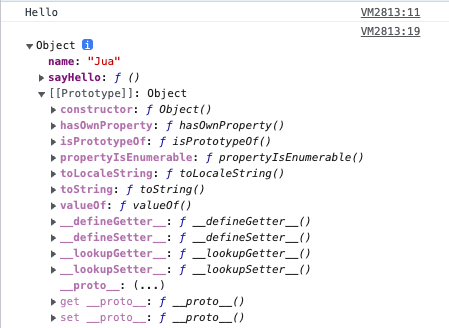 Hello VM2813:11
VM2813:19
Object i
name: "Jua"
sayHello: ƒ ()
[[Prototype]]: Object
constructor: ƒ Object()
hasOwnProperty: ƒ hasOwnProperty()
isPrototypeOf: ƒ isPrototypeOf()
propertyIsEnumerable: ƒ propertyIsEnumerable()
toLocaleString: ƒ toLocaleString()
toString: ƒ toString()
valueOf: ƒ valueOf()
__defineGetter__: ƒ __defineGetter__()
__defineSetter__: ƒ __defineSetter__()
__lookupGetter__: ƒ __lookupGetter__()
__lookupSetter__: ƒ __lookupSetter__()
__proto__: (...)
get __proto__: ƒ __proto__()
set __proto__: ƒ __proto__()